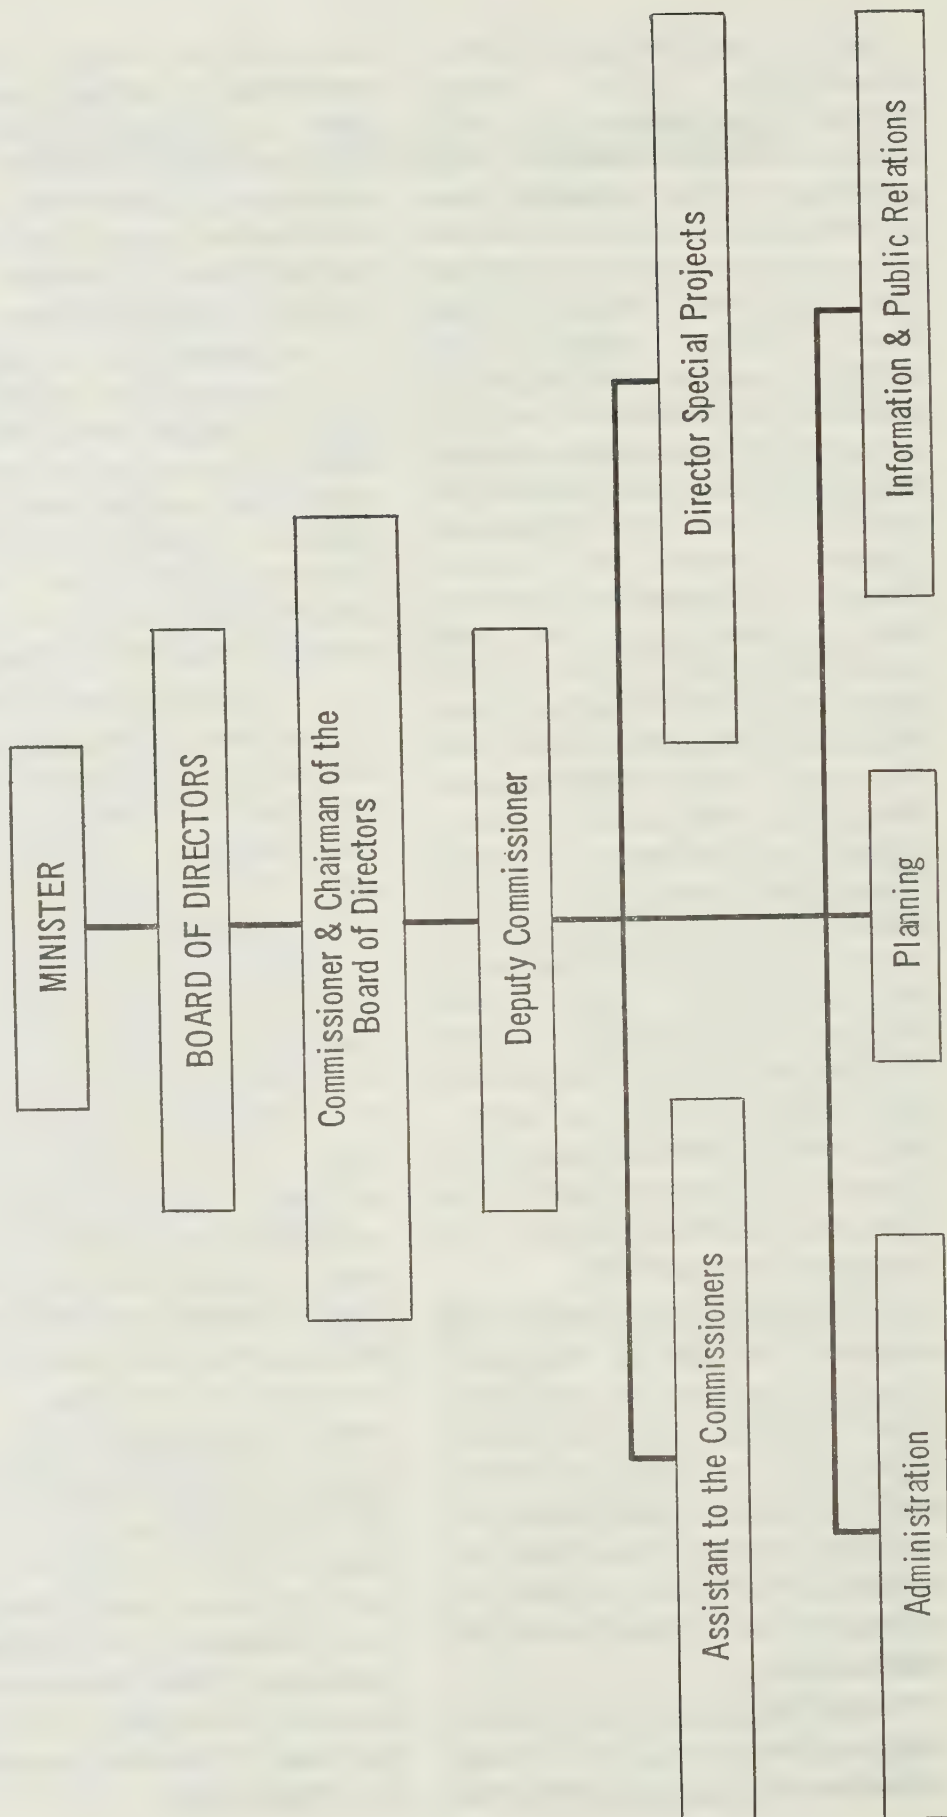 MINISTER
BOARD OF DIRECTORS
Commissioner & Chairman of the
Board of Directors
Deputy Commissioner
Assistant to the Commissioners
Director Special Projects
Administration
Planning
Information & Public Relations